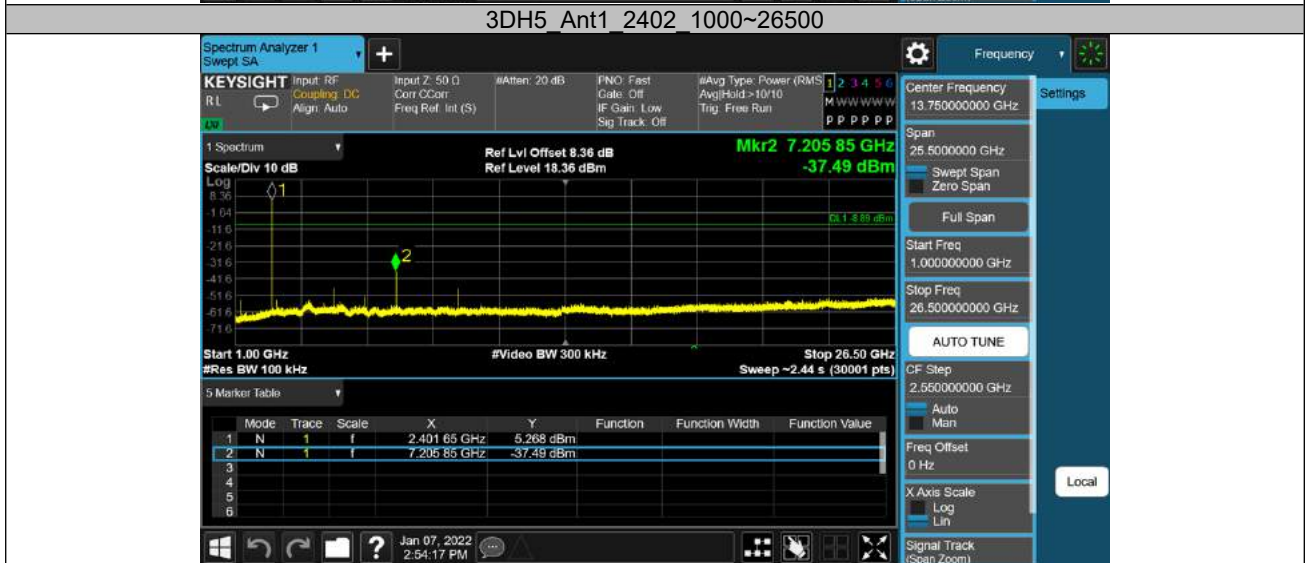 3DH5_Ant1_2402_1000~26500
Spectrum Analyzer 1
Swept SA
+
Frequency
KEYSIGHT
RL
Input: RF
Coupling: DC
Align: Auto
Input Z: 50 Ω
Corr CCorr
Freq Ref: Int (S)
#Atten: 20 dB
PNO: Fast
Gate: Off
IF Gain: Low
Sig Track: Off
#Avg Type: Power (RMS
Avg|Hold:>10/10
Trig: Free Run
1 2 3 4 5 6
M W W W W W
P P P P P P
Center Frequency
13.750000000 GHz
Settings
1 Spectrum
Scale/Div 10 dB
Ref Lvl Offset 8.36 dB
Ref Level 18.36 dBm
Mkr2 7.205 85 GHz
-37.49 dBm
Span
25.5000000 GHz
Swept Span
Zero Span
Full Span
Log
8.36
-1.64
-11.6
-21.6
-31.6
-41.6
-51.6
-61.6
-71.6
1
2
DL1 -8.89 dBm
Start Freq
1.000000000 GHz
Stop Freq
26.500000000 GHz
AUTO TUNE
Start 1.00 GHz
#Video BW 300 kHz
Stop 26.50 GHz
#Res BW 100 kHz
Sweep ~2.44 s (30001 pts)
CF Step
2.550000000 GHz
Auto
Man
5 Marker Table
Mode Trace Scale X Y Function Function Width Function Value
1 N 1 f 2.401 65 GHz 5.268 dBm
2 N 1 f 7.205 85 GHz -37.49 dBm
3
4
5
6
Freq Offset
0 Hz
X Axis Scale
Log
Lin
Local
Signal Track
(Span Zoom)
?
Jan 07, 2022
2:54:17 PM